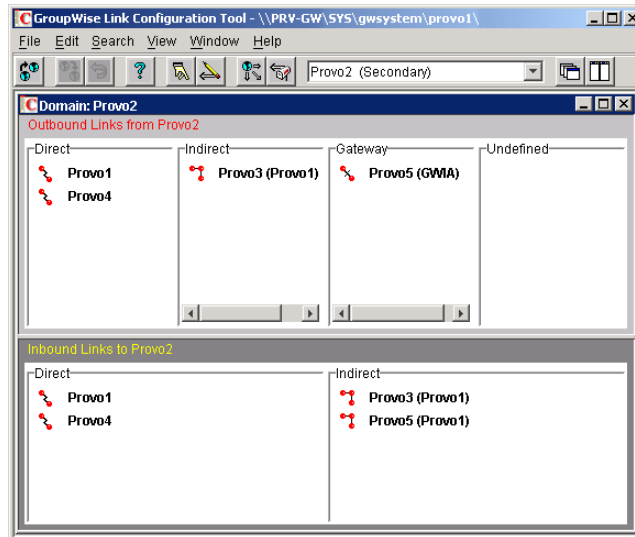 GroupWise Link Configuration Tool - \\PRV-GW\SYS\gwsystem\provo1\
File Edit Search View Window Help
Provo2 (Secondary)
Domain: Provo2
Outbound Links from Provo2
Direct Indirect Gateway Undefined
Provo1 Provo3 (Provo1) Provo5 (GWIA)
Provo4
Inbound Links to Provo2
Direct Indirect
Provo1 Provo3 (Provo1)
Provo4 Provo5 (Provo1)